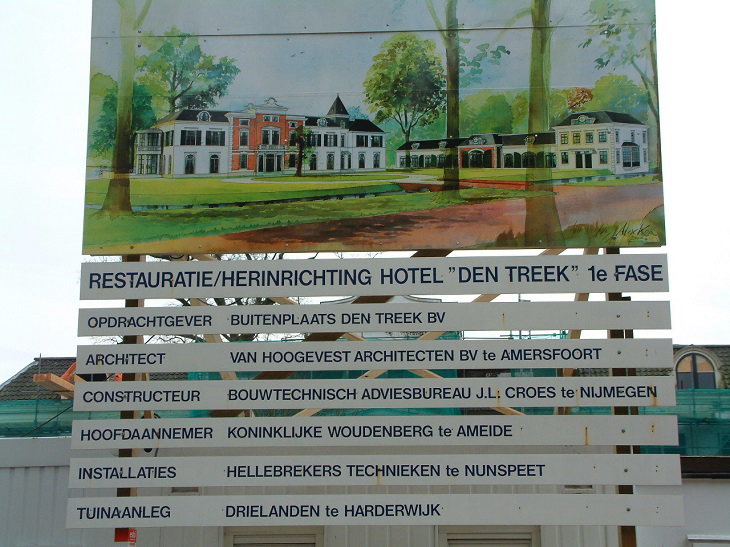 RESTAURATIE/HERINRICHTING HOTEL "DEN TREEK" 1e FASE
OPDRACHTGEVER BUITENPLAATS DEN TREEK BV
ARCHITECT VAN HOOGEVEST ARCHITECTEN BV te AMERSFOORT
CONSTRUCTEUR BOUWTECHNISCH ADVIESBUREAU J.L. CROES te NIJMEGEN
HOOFDAANNEMER KONINKLIJKE WOUDENBERG te AMEIDE
INSTALLATIES HELLEBREKERS TECHNIEKEN te NUNSPEET
TUINAANLEG DRIELANDEN te HARDERWIJK